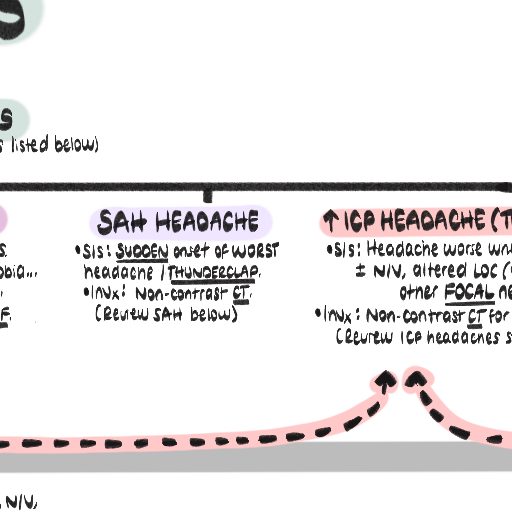 S
s
s listed below)
S.
obia...
F.
SAH HEADACHE
•S/s: SUDDEN onset of WORST
headache / THUNDERCLAP.
•Invx: Non-contrast CT.
(Review SAH below)
↑ ICP HEADACHE (T
•S/s: Headache worse wh
± N/V, altered LOC (
other FOCAL ne
•Invx: Non-contrast CT for
(Review ICP headaches s
, N/V,